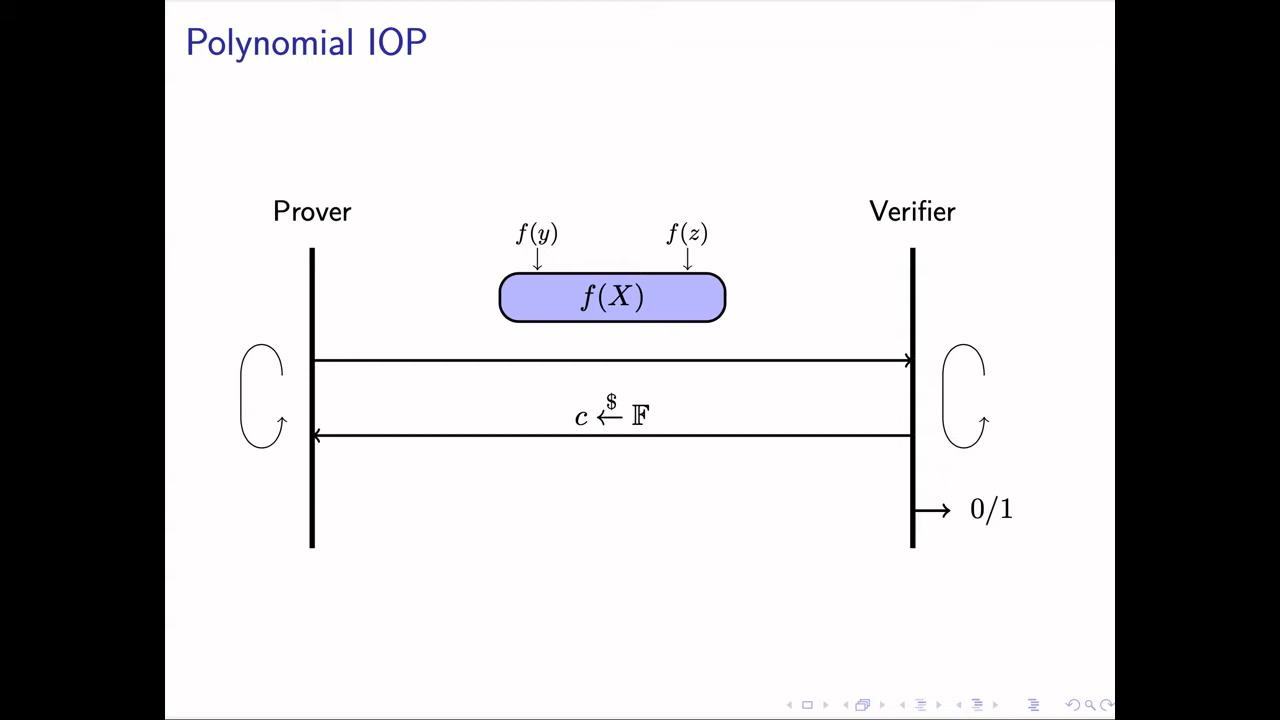 Polynomial IOP
Prover
Verifier
f(y)
f(z)
f(X)
c $← 𝔽
0/1